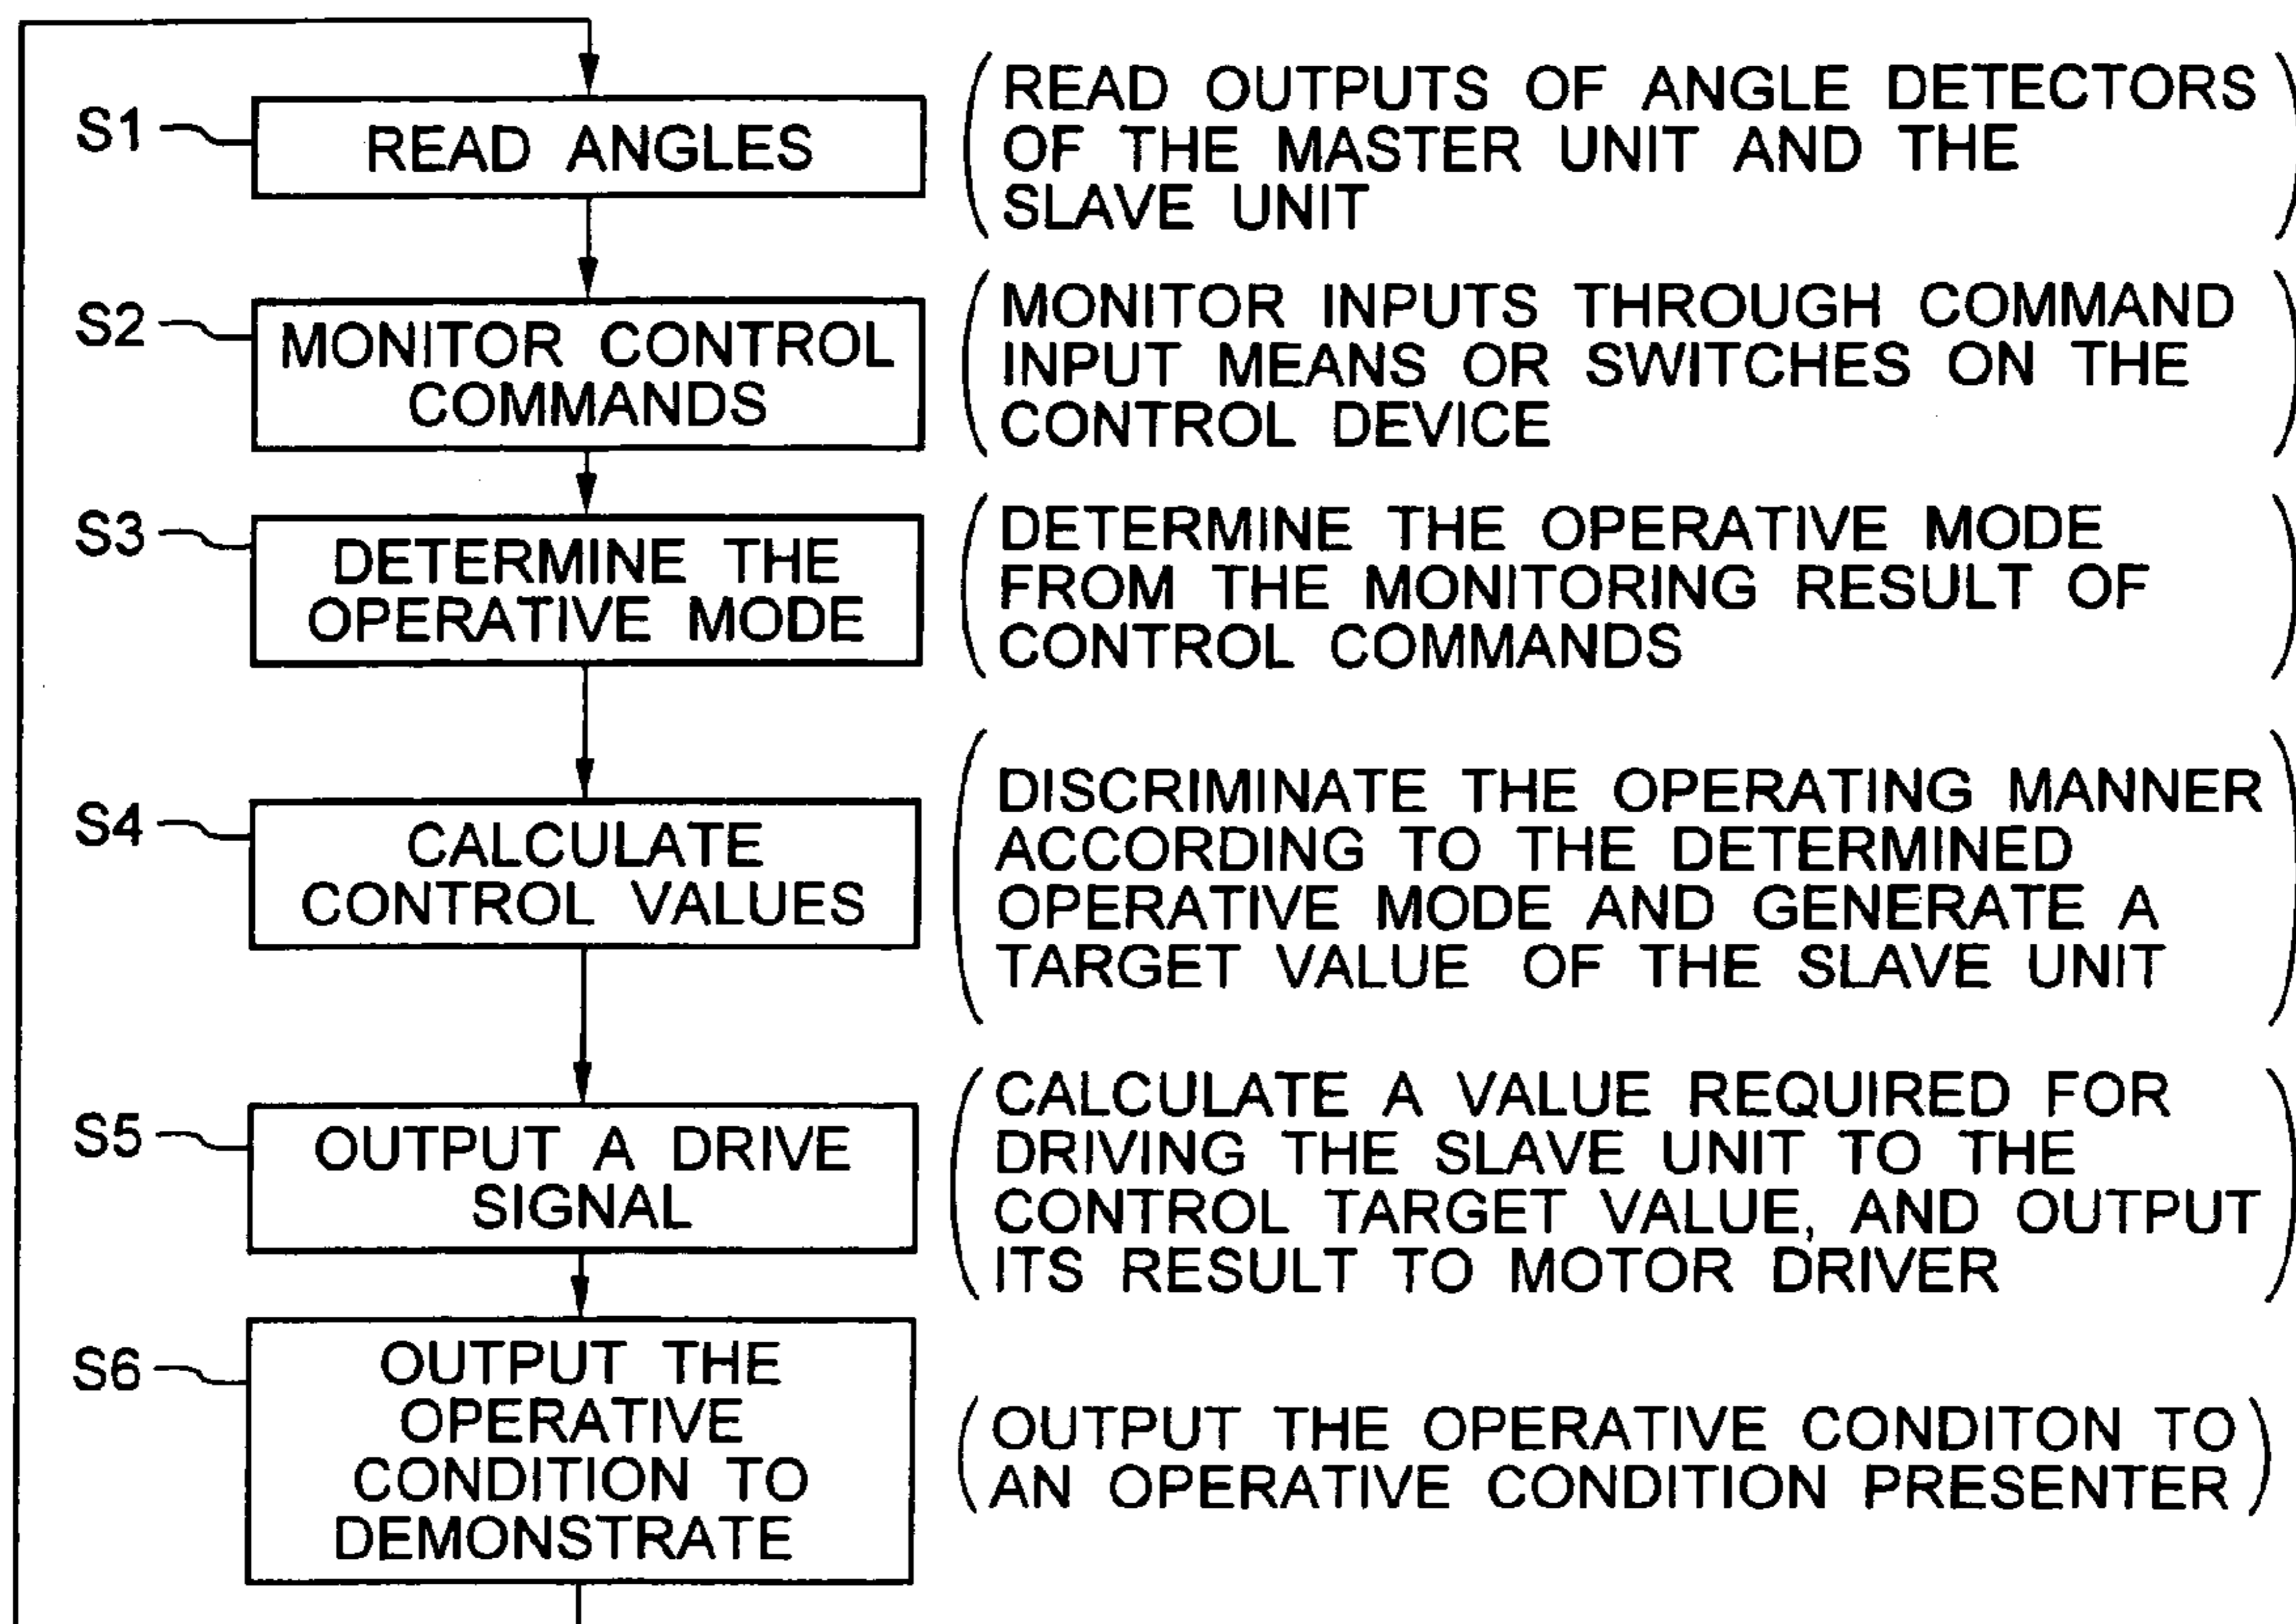 S1
READ ANGLES
(READ OUTPUTS OF ANGLE DETECTORS
OF THE MASTER UNIT AND THE
SLAVE UNIT)
S2
MONITOR CONTROL
COMMANDS
(MONITOR INPUTS THROUGH COMMAND
INPUT MEANS OR SWITCHES ON THE
CONTROL DEVICE)
S3
DETERMINE THE
OPERATIVE MODE
(DETERMINE THE OPERATIVE MODE
FROM THE MONITORING RESULT OF
CONTROL COMMANDS)
S4
CALCULATE
CONTROL VALUES
(DISCRIMINATE THE OPERATING MANNER
ACCORDING TO THE DETERMINED
OPERATIVE MODE AND GENERATE A
TARGET VALUE OF THE SLAVE UNIT)
S5
OUTPUT A DRIVE
SIGNAL
(CALCULATE A VALUE REQUIRED FOR
DRIVING THE SLAVE UNIT TO THE
CONTROL TARGET VALUE, AND OUTPUT
ITS RESULT TO MOTOR DRIVER)
S6
OUTPUT THE
OPERATIVE
CONDITION TO
DEMONSTRATE
(OUTPUT THE OPERATIVE CONDITON TO
AN OPERATIVE CONDITION PRESENTER)